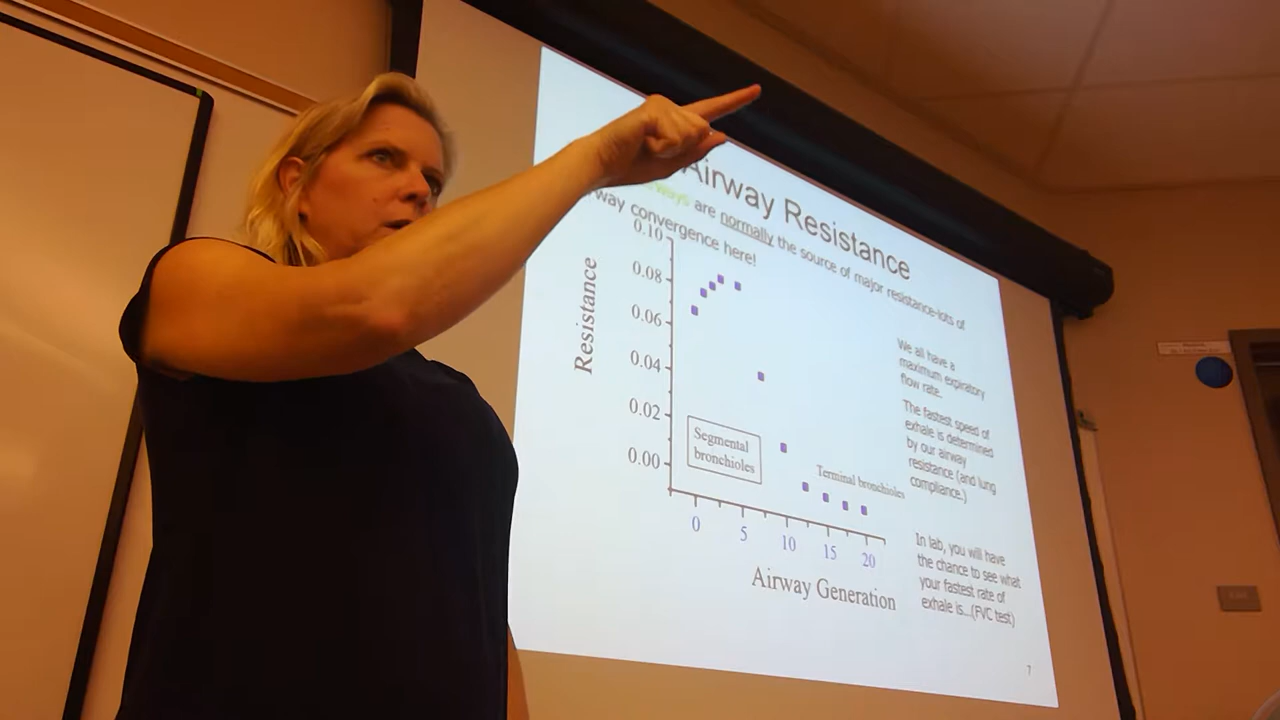 Airway Resistance
are normally the source of major resistance-lots of
convergence here!
Resistance
0.10
0.08
0.06
0.04
0.02
0.00
Segmental
bronchioles
Terminal bronchioles
0 5 10 15 20
Airway Generation
We all have a
maximum expiratory
flow rate.
The fastest speed of
exhale is determined
by our airway
resistance (and lung
compliance.)
In lab, you will have
the chance to see what
your fastest rate of
exhale is...(FVC test)
7